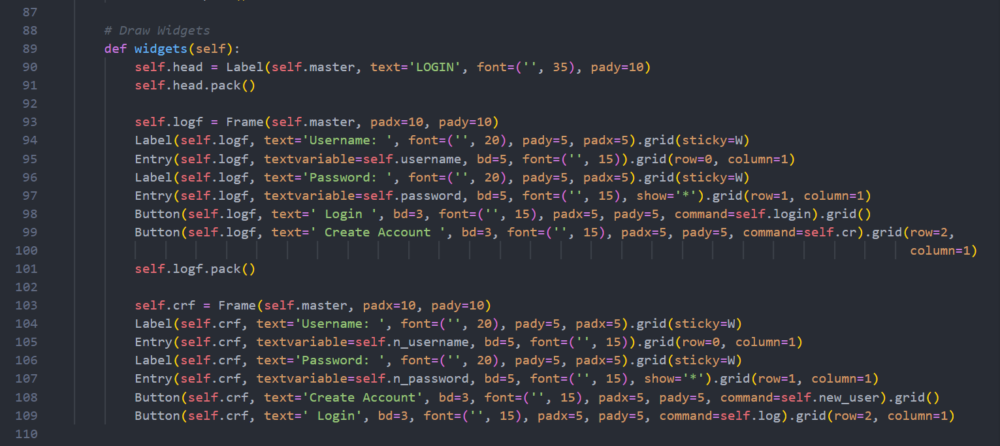 87
88 # Draw Widgets
89 def widgets(self):
90 self.head = Label(self.master, text='LOGIN', font=('', 35), pady=10)
91 self.head.pack()
92
93 self.logf = Frame(self.master, padx=10, pady=10)
94 Label(self.logf, text='Username: ', font=('', 20), pady=5, padx=5).grid(sticky=W)
95 Entry(self.logf, textvariable=self.username, bd=5, font=('', 15)).grid(row=0, column=1)
96 Label(self.logf, text='Password: ', font=('', 20), pady=5, padx=5).grid(sticky=W)
97 Entry(self.logf, textvariable=self.password, bd=5, font=('', 15), show='*').grid(row=1, column=1)
98 Button(self.logf, text=' Login ', bd=3, font=('', 15), padx=5, pady=5, command=self.login).grid()
99 Button(self.logf, text=' Create Account ', bd=3, font=('', 15), padx=5, pady=5, command=self.cr).grid(row=2,
100 column=1)
101 self.logf.pack()
102
103 self.crf = Frame(self.master, padx=10, pady=10)
104 Label(self.crf, text='Username: ', font=('', 20), pady=5, padx=5).grid(sticky=W)
105 Entry(self.crf, textvariable=self.n_username, bd=5, font=('', 15)).grid(row=0, column=1)
106 Label(self.crf, text='Password: ', font=('', 20), pady=5, padx=5).grid(sticky=W)
107 Entry(self.crf, textvariable=self.n_password, bd=5, font=('', 15), show='*').grid(row=1, column=1)
108 Button(self.crf, text='Create Account', bd=3, font=('', 15), padx=5, pady=5, command=self.new_user).grid()
109 Button(self.crf, text=' Login', bd=3, font=('', 15), padx=5, pady=5, command=self.log).grid(row=2, column=1)
110